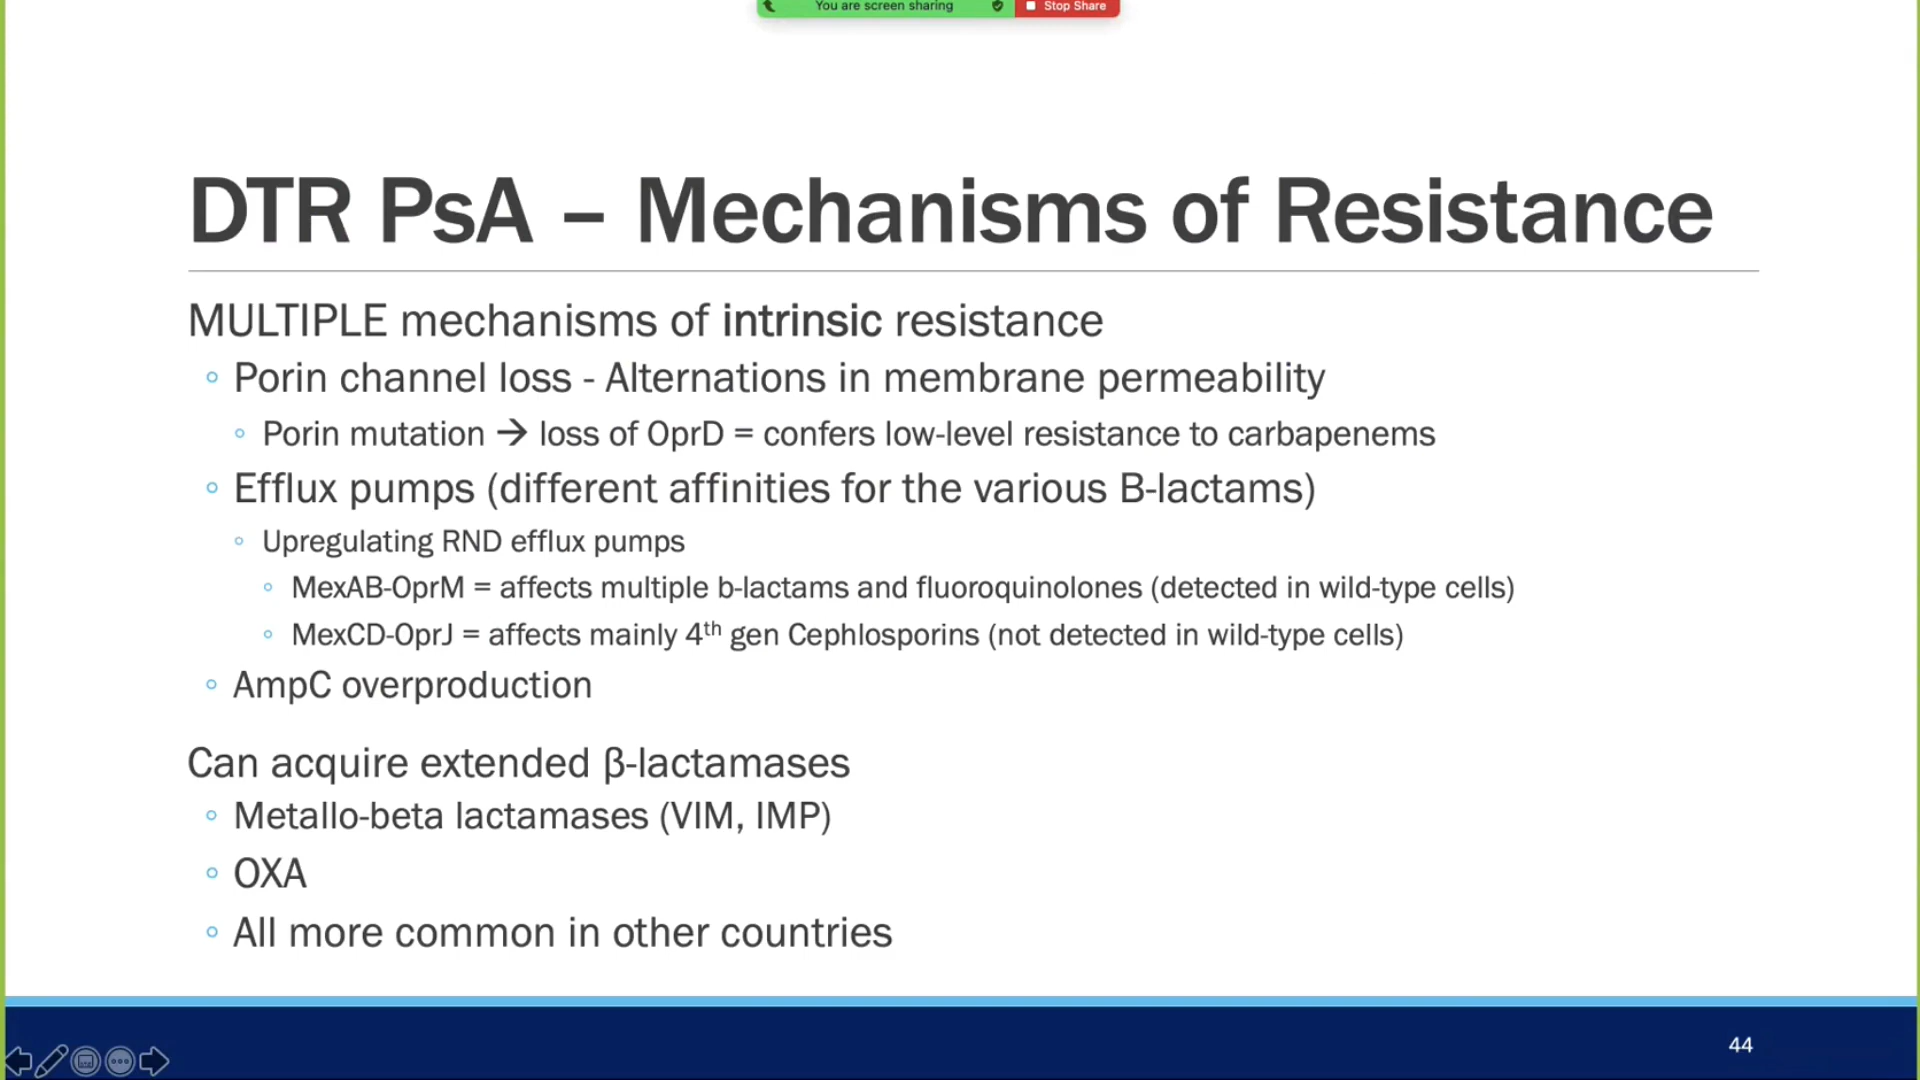 You are screen sharing Stop Share
DTR PsA – Mechanisms of Resistance
MULTIPLE mechanisms of intrinsic resistance
◦ Porin channel loss - Alternations in membrane permeability
◦ Porin mutation → loss of OprD = confers low-level resistance to carbapenems
◦ Efflux pumps (different affinities for the various B-lactams)
◦ Upregulating RND efflux pumps
◦ MexAB-OprM = affects multiple b-lactams and fluoroquinolones (detected in wild-type cells)
◦ MexCD-OprJ = affects mainly 4th gen Cephlosporins (not detected in wild-type cells)
◦ AmpC overproduction
Can acquire extended β-lactamases
◦ Metallo-beta lactamases (VIM, IMP)
◦ OXA
◦ All more common in other countries
44